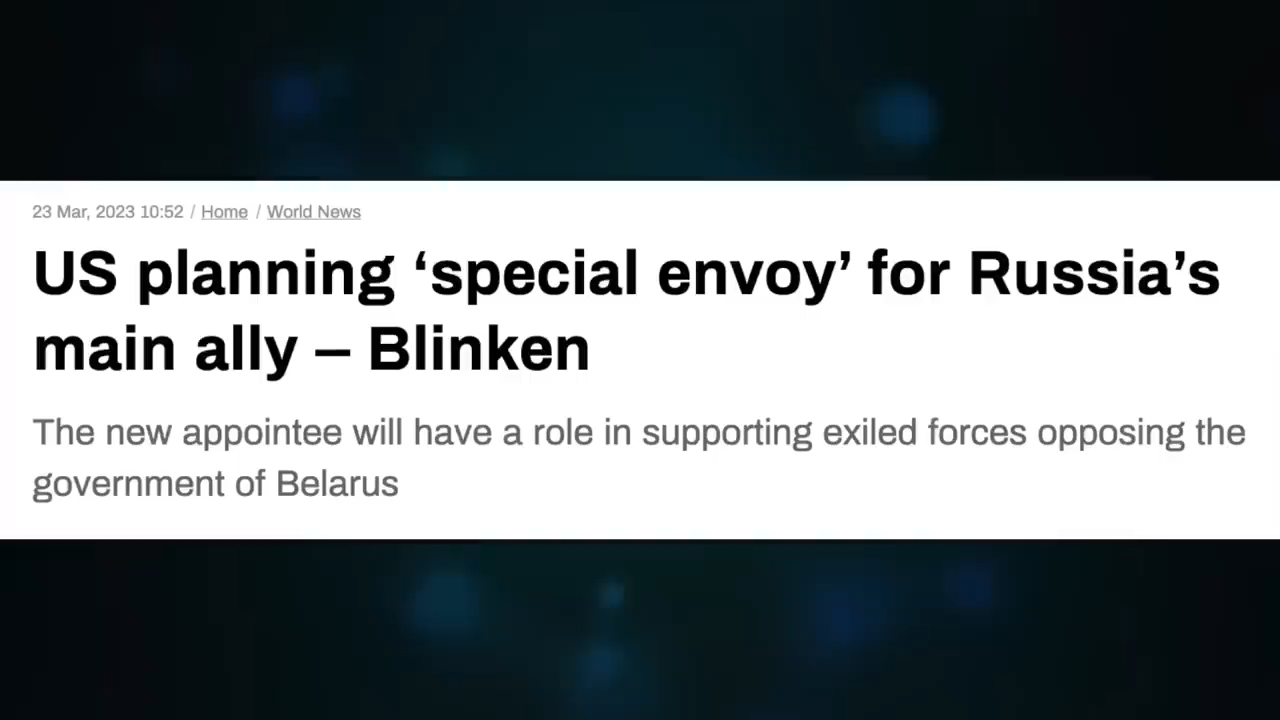 23 Mar, 2023 10:52 / Home / World News
US planning ‘special envoy’ for Russia’s
main ally – Blinken
The new appointee will have a role in supporting exiled forces opposing the
government of Belarus